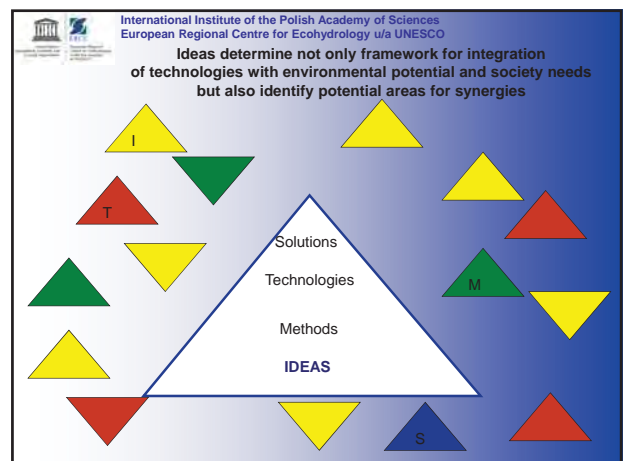 International Institute of the Polish Academy of Sciences
European Regional Centre for Ecohydrology u/a UNESCO
Ideas determine not only framework for integration
of technologies with environmental potential and society needs
but also identify potential areas for synergies
I
T
Solutions
Technologies
M
Methods
IDEAS
S